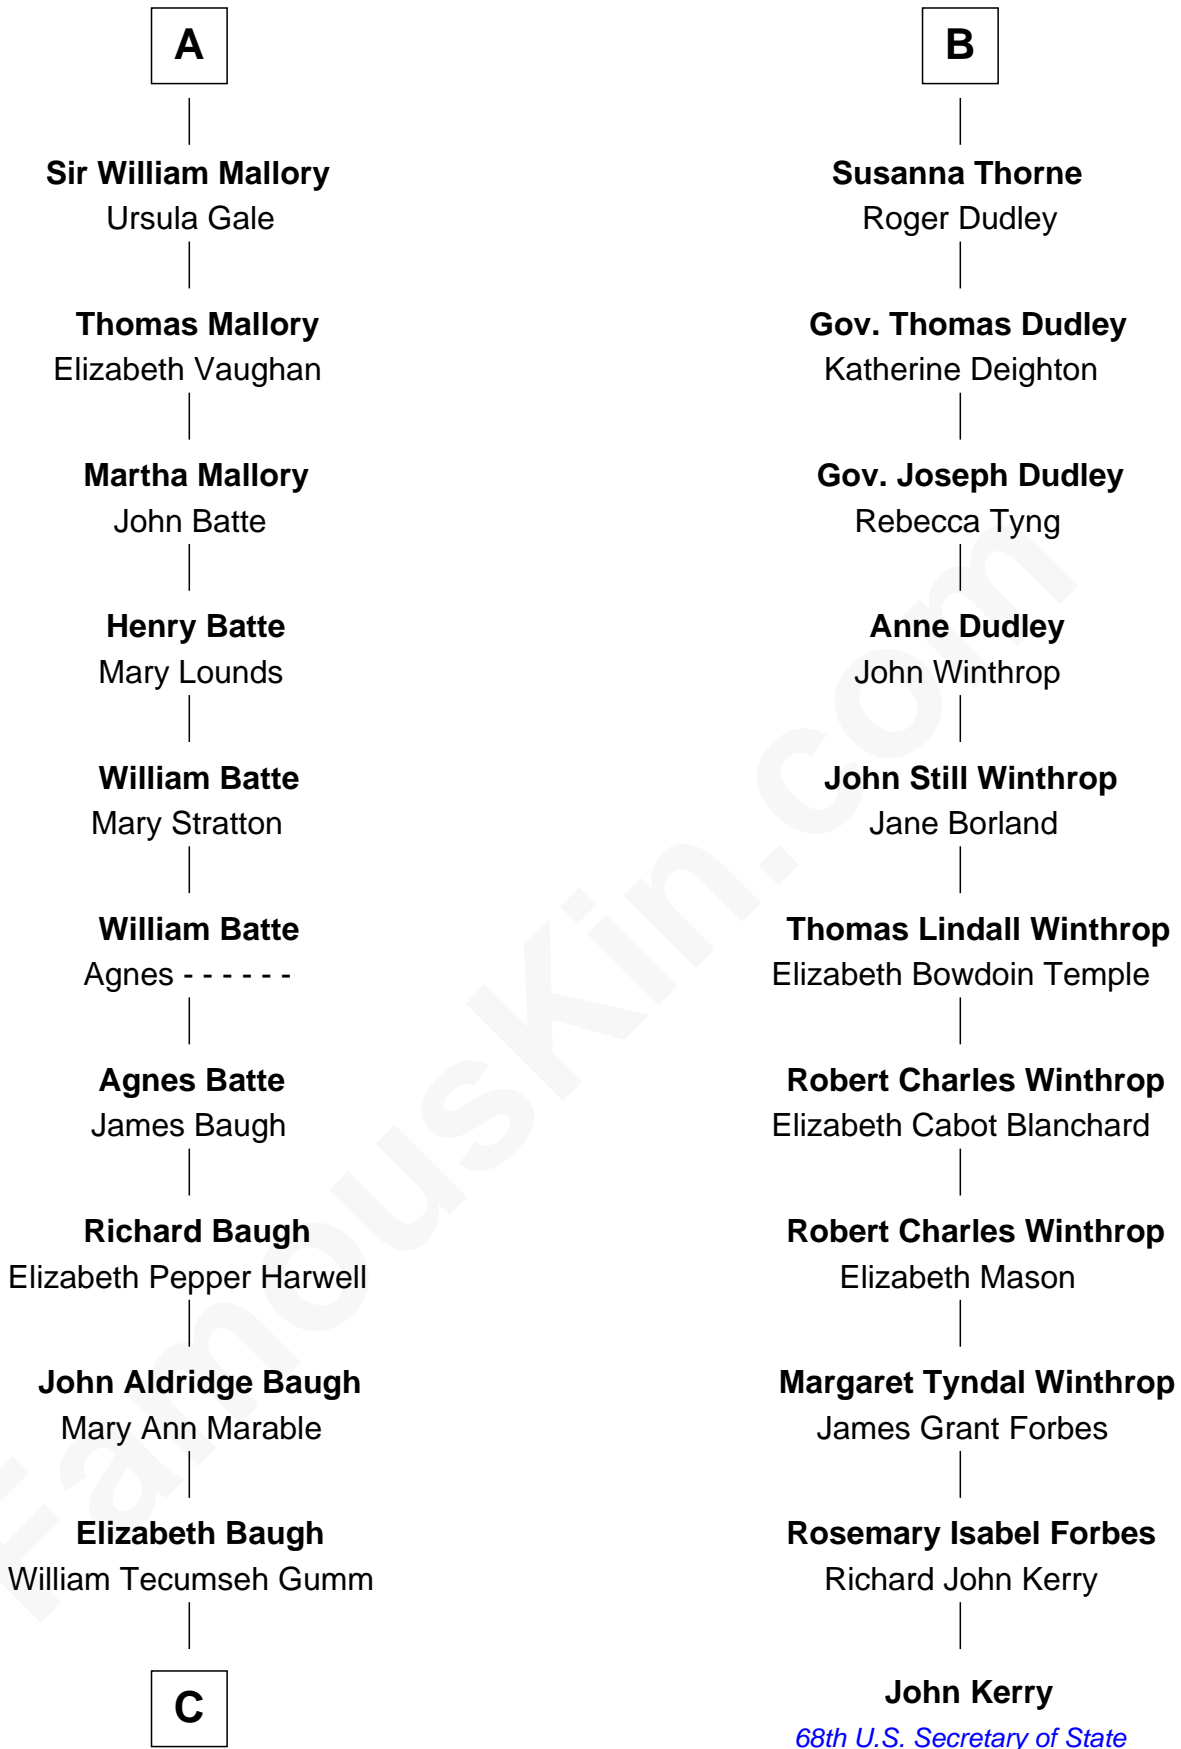 A
Sir William Mallory
Ursula Gale
Thomas Mallory
Elizabeth Vaughan
Martha Mallory
John Batte
Henry Batte
Mary Lounds
William Batte
Mary Stratton
William Batte
Agnes - - - - - -
Agnes Batte
James Baugh
Richard Baugh
Elizabeth Pepper Harwell
John Aldridge Baugh
Mary Ann Marable
Elizabeth Baugh
William Tecumseh Gumm
C
B
Susanna Thorne
Roger Dudley
Gov. Thomas Dudley
Katherine Deighton
Gov. Joseph Dudley
Rebecca Tyng
Anne Dudley
John Winthrop
John Still Winthrop
Jane Borland
Thomas Lindall Winthrop
Elizabeth Bowdoin Temple
Robert Charles Winthrop
Elizabeth Cabot Blanchard
Robert Charles Winthrop
Elizabeth Mason
Margaret Tyndal Winthrop
James Grant Forbes
Rosemary Isabel Forbes
Richard John Kerry
John Kerry
68th U.S. Secretary of State
FamousKin.com